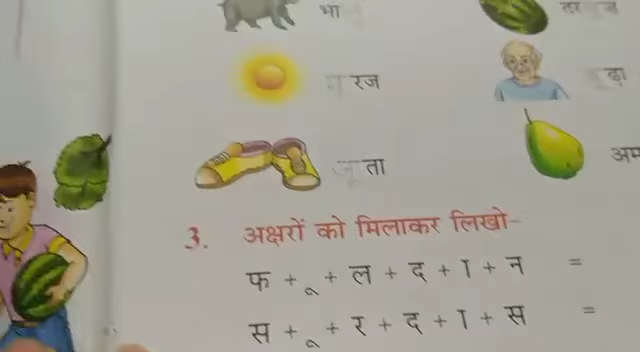 भा
रज
ढ़ा
जूता
अम
3. अक्षरों को मिलाकर लिखो-
फ + ू + ल + द + ा + न =
स + ू + र + द + ा + स =